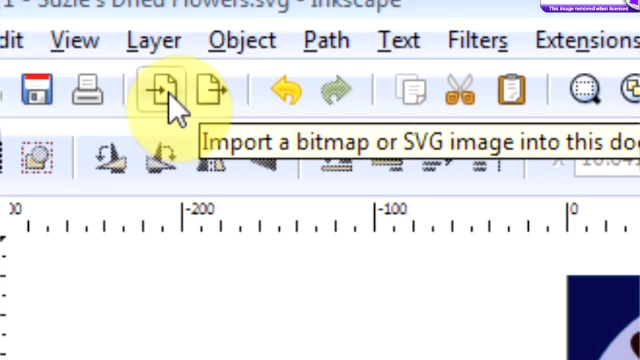 1 - Suzie's Dried Flowers.svg - Inkscape
This image removed when licensed
dit View Layer Object Path Text Filters Extensions
Import a bitmap or SVG image into this do
X
00 -200 -100 0